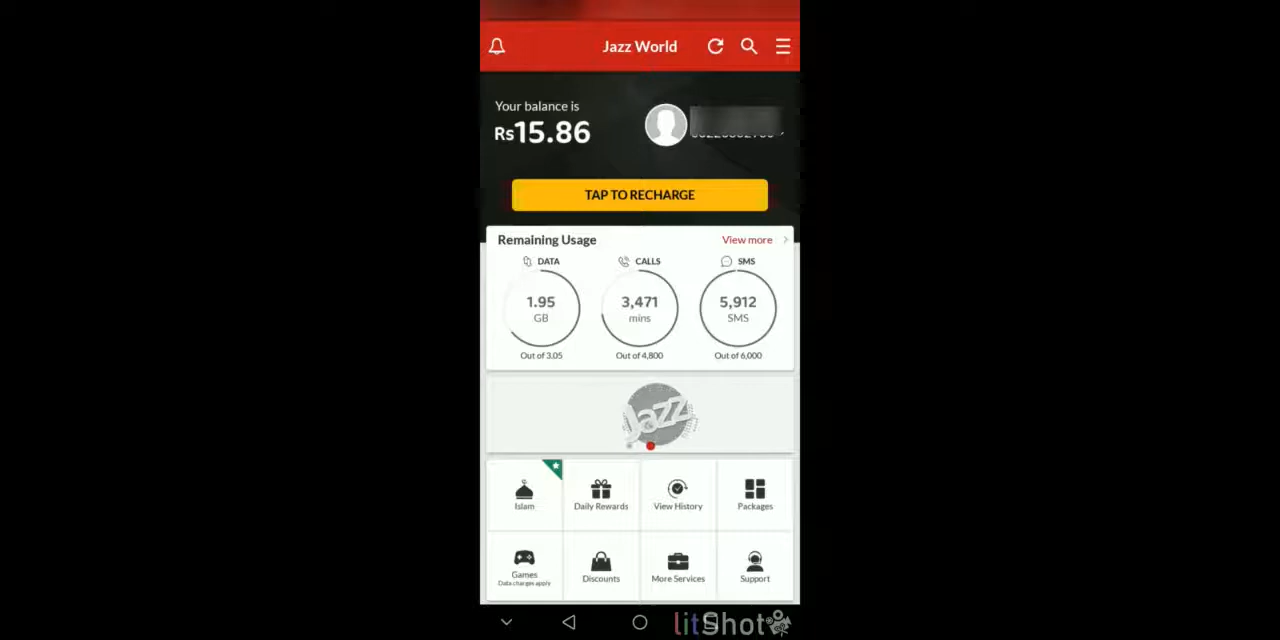 Jazz World
Your balance is
Rs15.86
TAP TO RECHARGE
Remaining Usage
View more
DATA
CALLS
SMS
1.95
GB
3,471
mins
5,912
SMS
Out of 3.05
Out of 4,800
Out of 6,000
Jazz
Islam
Daily Rewards
View History
Packages
Games
Data charges apply
Discounts
More Services
Support
litShot